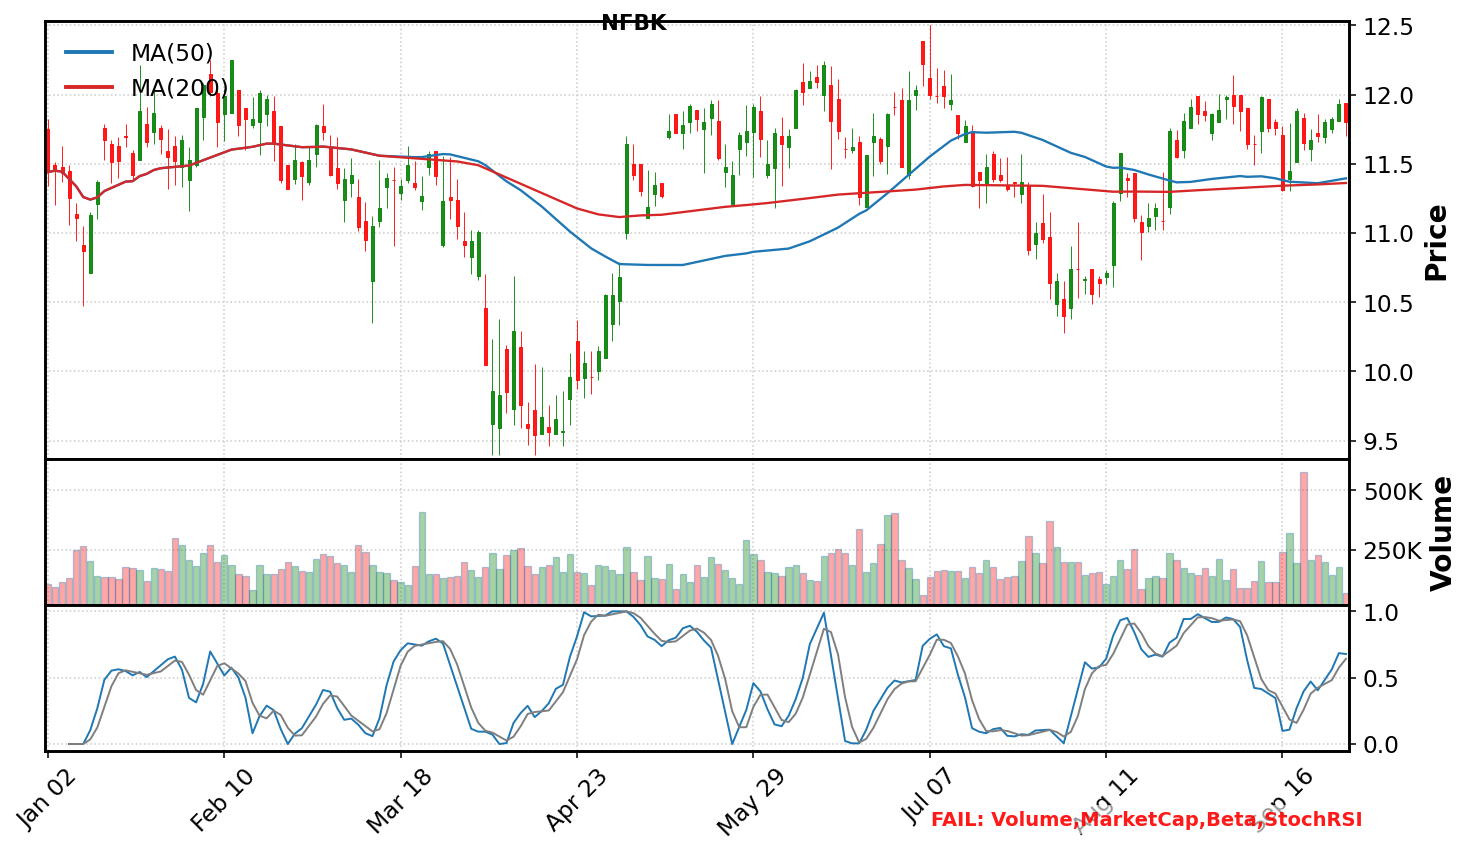 NFBK
MA(50)
MA(200)
12.5
12.0
11.5
11.0
10.5
10.0
9.5
Price
500K
250K
Volume
1.0
0.5
0.0
Jan 02
Feb 10
Mar 18
Apr 23
May 29
Jul 07
Aug 11
Sep 16
FAIL: Volume,MarketCap,Beta,StochRSI